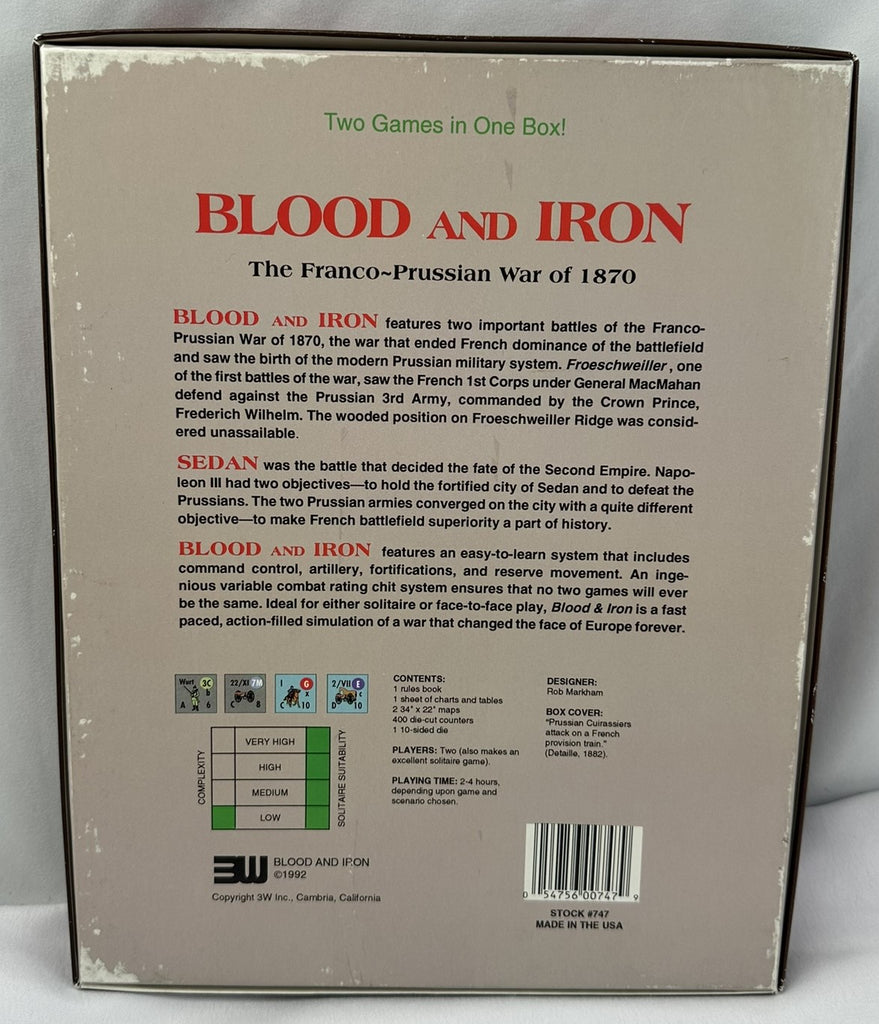 Two Games in One Box!
BLOOD AND IRON
The Franco~Prussian War of 1870
BLOOD AND IRON features two important battles of the Franco-
Prussian War of 1870, the war that ended French dominance of the battlefield
and saw the birth of the modern Prussian military system. Froeschweiller, one
of the first battles of the war, saw the French 1st Corps under General MacMahan
defend against the Prussian 3rd Army, commanded by the Crown Prince,
Frederich Wilhelm. The wooded position on Froeschweiller Ridge was consid-
ered unassailable.
SEDAN was the battle that decided the fate of the Second Empire. Napo-
leon III had two objectives—to hold the fortified city of Sedan and to defeat the
Prussians. The two Prussian armies converged on the city with a quite different
objective—to make French battlefield superiority a part of history.
BLOOD AND IRON features an easy-to-learn system that includes
command control, artillery, fortifications, and reserve movement. An inge-
nious variable combat rating chit system ensures that no two games will ever
be the same. Ideal for either solitaire or face-to-face play, Blood & Iron is a fast
paced, action-filled simulation of a war that changed the face of Europe forever.
Wurt 3C b A 6
22/XI 7M C 8
I G x C 10
2/VII E c D 10
COMPLEXITY
VERY HIGH
HIGH
MEDIUM
LOW
SOLITAIRE SUITABILITY
CONTENTS:
1 rules book
1 sheet of charts and tables
2 34" x 22" maps
400 die-cut counters
1 10-sided die
PLAYERS: Two (also makes an
excellent solitaire game).
PLAYING TIME: 2-4 hours,
depending upon game and
scenario chosen.
DESIGNER:
Rob Markham
BOX COVER:
"Prussian Cuirassiers
attack on a French
provision train."
(Detaille, 1882).
3W BLOOD AND IRON
©1992
Copyright 3W Inc., Cambria, California
0 54756 00747 9
STOCK #747
MADE IN THE USA